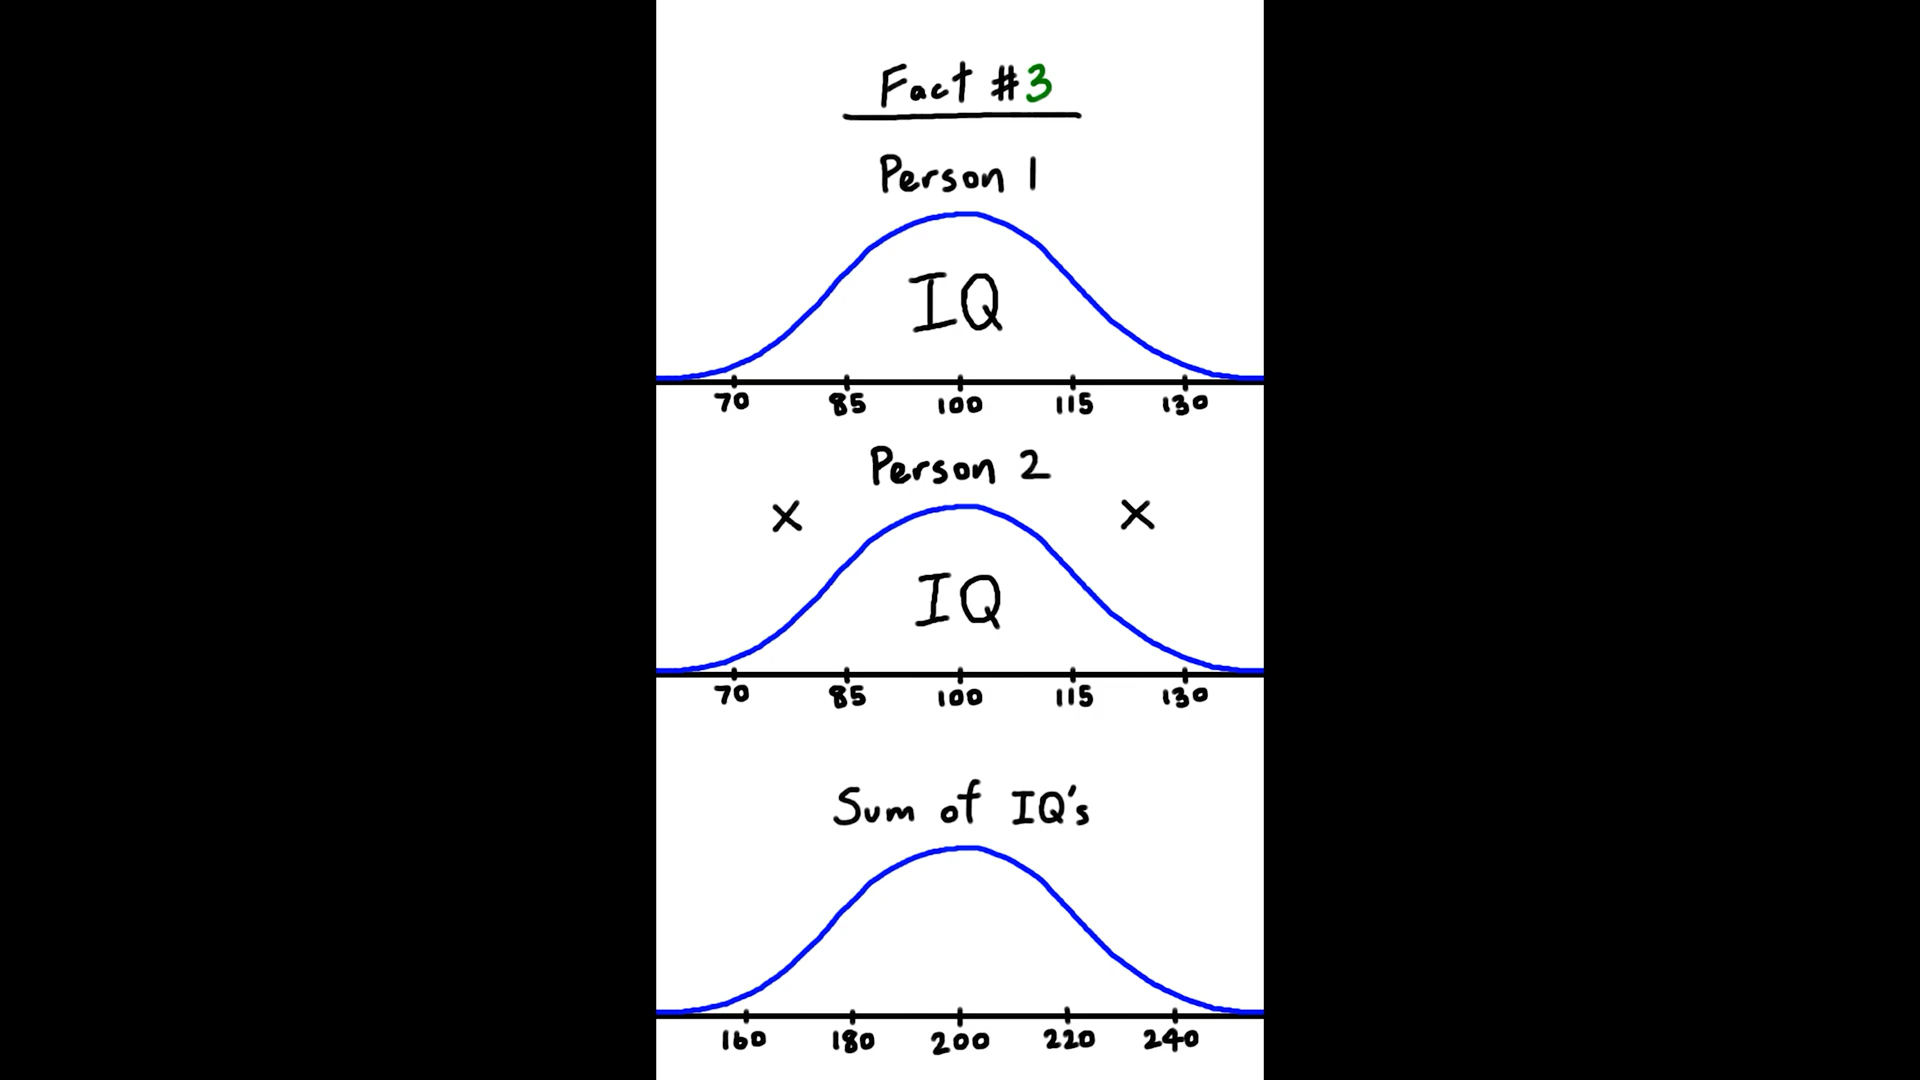 Fact #3
Person 1
IQ
70 85 100 115 130
Person 2
x x
IQ
70 85 100 115 130
Sum of IQ's
160 180 200 220 240